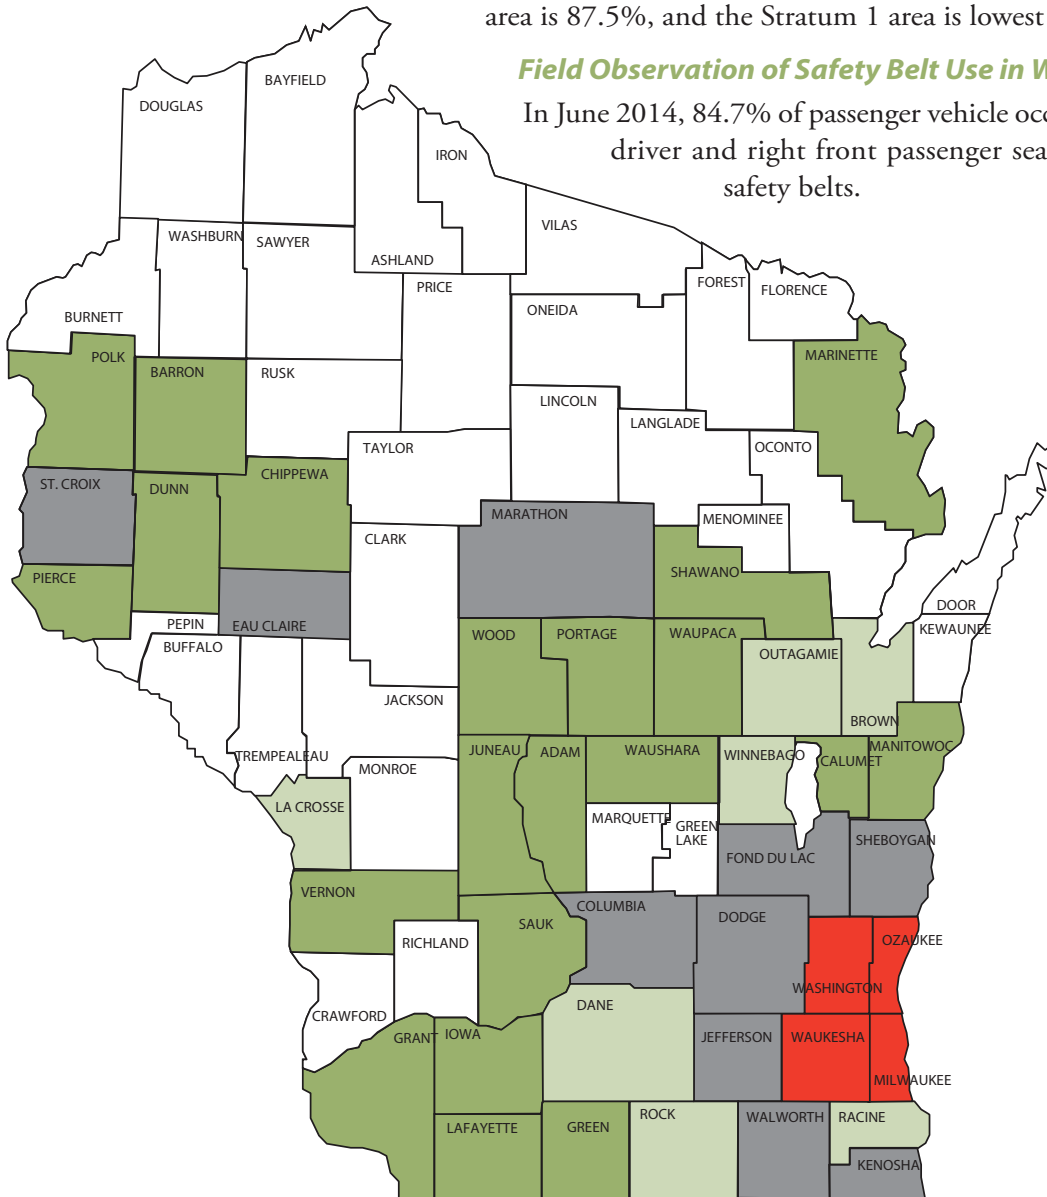 area is 87.5%, and the Stratum 1 area is lowest
Field Observation of Safety Belt Use in W
In June 2014, 84.7% of passenger vehicle occ
driver and right front passenger sea
safety belts.
BAYFIELD
DOUGLAS
IRON
VILAS
WASHBURN
SAWYER
ASHLAND
FOREST
FLORENCE
PRICE
ONEIDA
BURNETT
POLK
BARRON
RUSK
MARINETTE
LINCOLN
LANGLADE
TAYLOR
OCONTO
ST. CROIX
DUNN
CHIPPEWA
MARATHON
MENOMINEE
CLARK
PIERCE
SHAWANO
DOOR
PEPIN
EAU CLAIRE
WOOD
PORTAGE
WAUPACA
KEWAUNEE
BUFFALO
OUTAGAMIE
JACKSON
BROWN
TREMPEALEAU
MONROE
JUNEAU
ADAM
WAUSHARA
WINNEBAGO
CALUMET
MANITOWOC
LA CROSSE
MARQUETTE
GREEN
LAKE
FOND DU LAC
SHEBOYGAN
VERNON
SAUK
COLUMBIA
DODGE
RICHLAND
OZAUKEE
WASHINGTON
CRAWFORD
DANE
GRANT
IOWA
JEFFERSON
WAUKESHA
MILWAUKEE
LAFAYETTE
GREEN
ROCK
WALWORTH
RACINE
KENOSHA